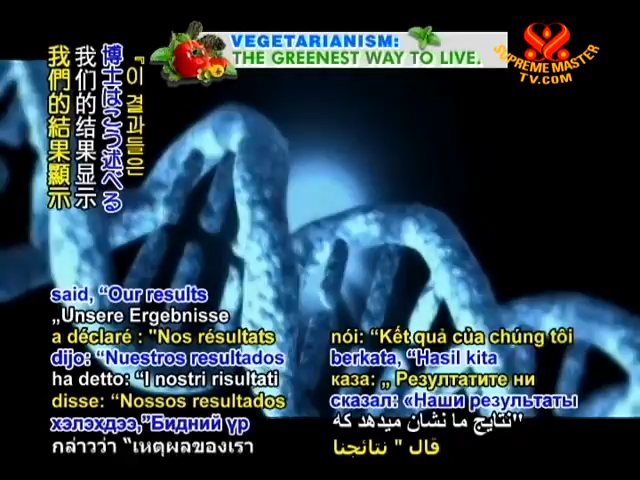 VEGETARIANISM:
THE GREENEST WAY TO LIVE.
SUPREME MASTER
TV.COM
『이 결과들은
博士はこう述べる
我们的结果显示
我們的結果顯示
said, “Our results
„Unsere Ergebnisse
a déclaré : "Nos résultats
dijo: “Nuestros resultados
ha detto: “I nostri risultati
disse: “Nossos resultados
хэлэхдээ,”Бидний үр
กล่าวว่า “เหตุผลของเรา
nói: “Kết quả của chúng tôi
berkata, “Hasil kita
каза: „ Резултатите ни
сказал: «Наши результаты
"نتایج ما نشان میدهد که
قال " نتائجنا